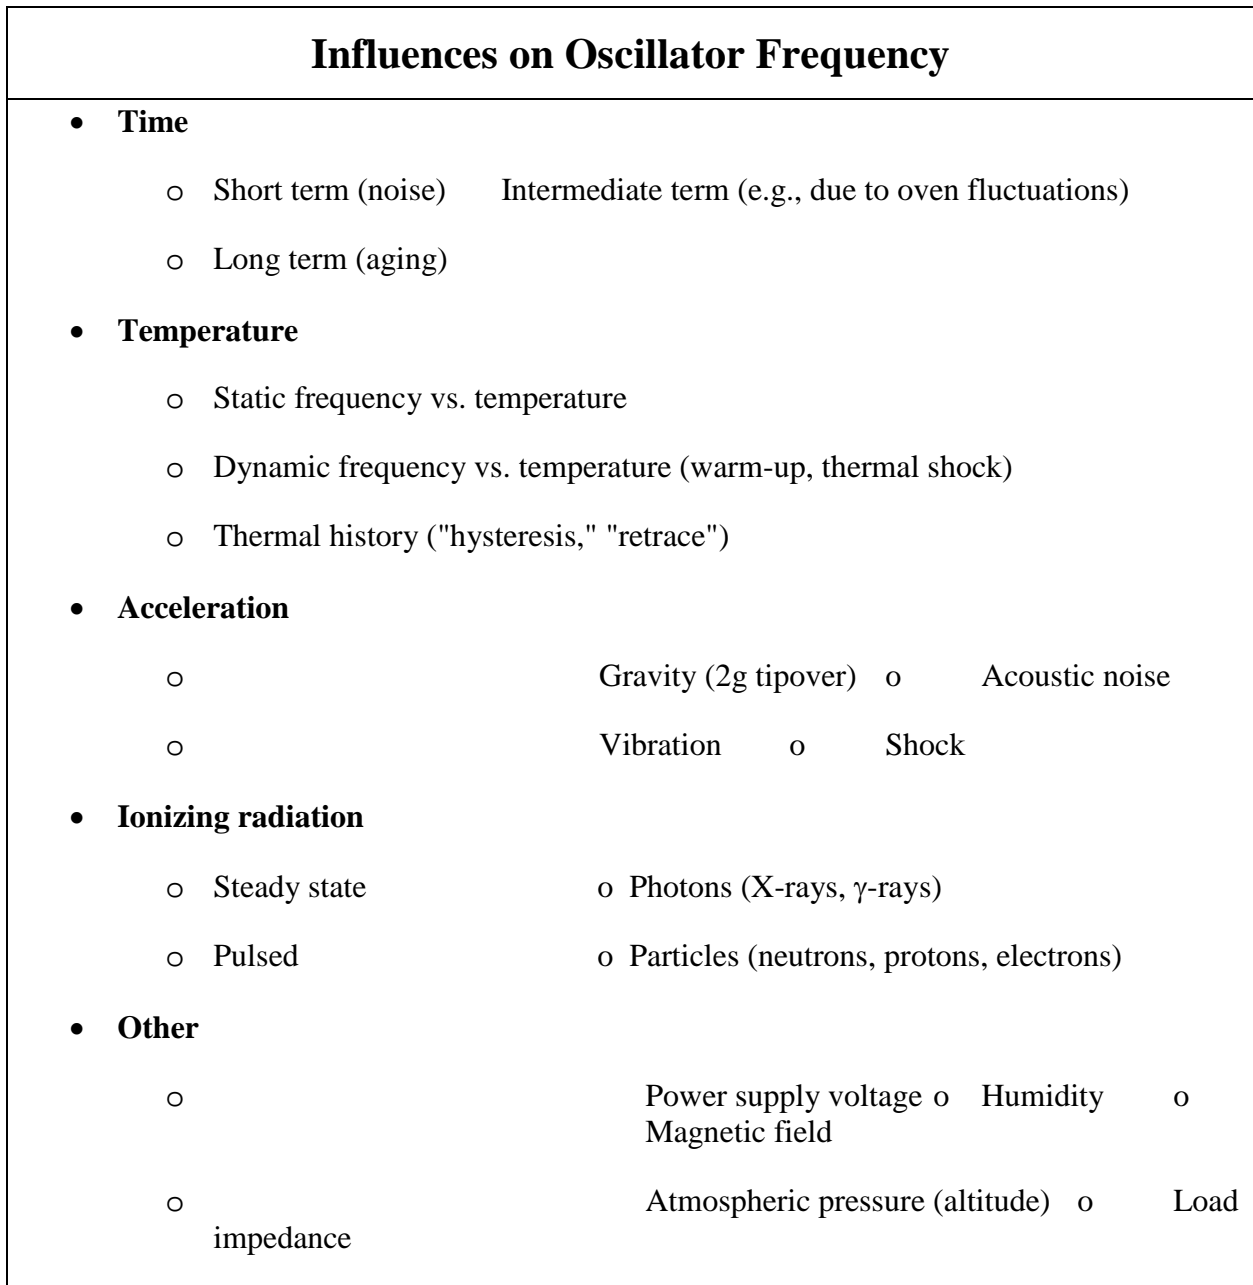 Influences on Oscillator Frequency
• Time
o Short term (noise) Intermediate term (e.g., due to oven fluctuations)
o Long term (aging)
• Temperature
o Static frequency vs. temperature
o Dynamic frequency vs. temperature (warm-up, thermal shock)
o Thermal history ("hysteresis," "retrace")
• Acceleration
o Gravity (2g tipover) o Acoustic noise
o Vibration o Shock
• Ionizing radiation
o Steady state o Photons (X-rays, γ-rays)
o Pulsed o Particles (neutrons, protons, electrons)
• Other
o Power supply voltage o Humidity o
Magnetic field
o Atmospheric pressure (altitude) o Load
impedance